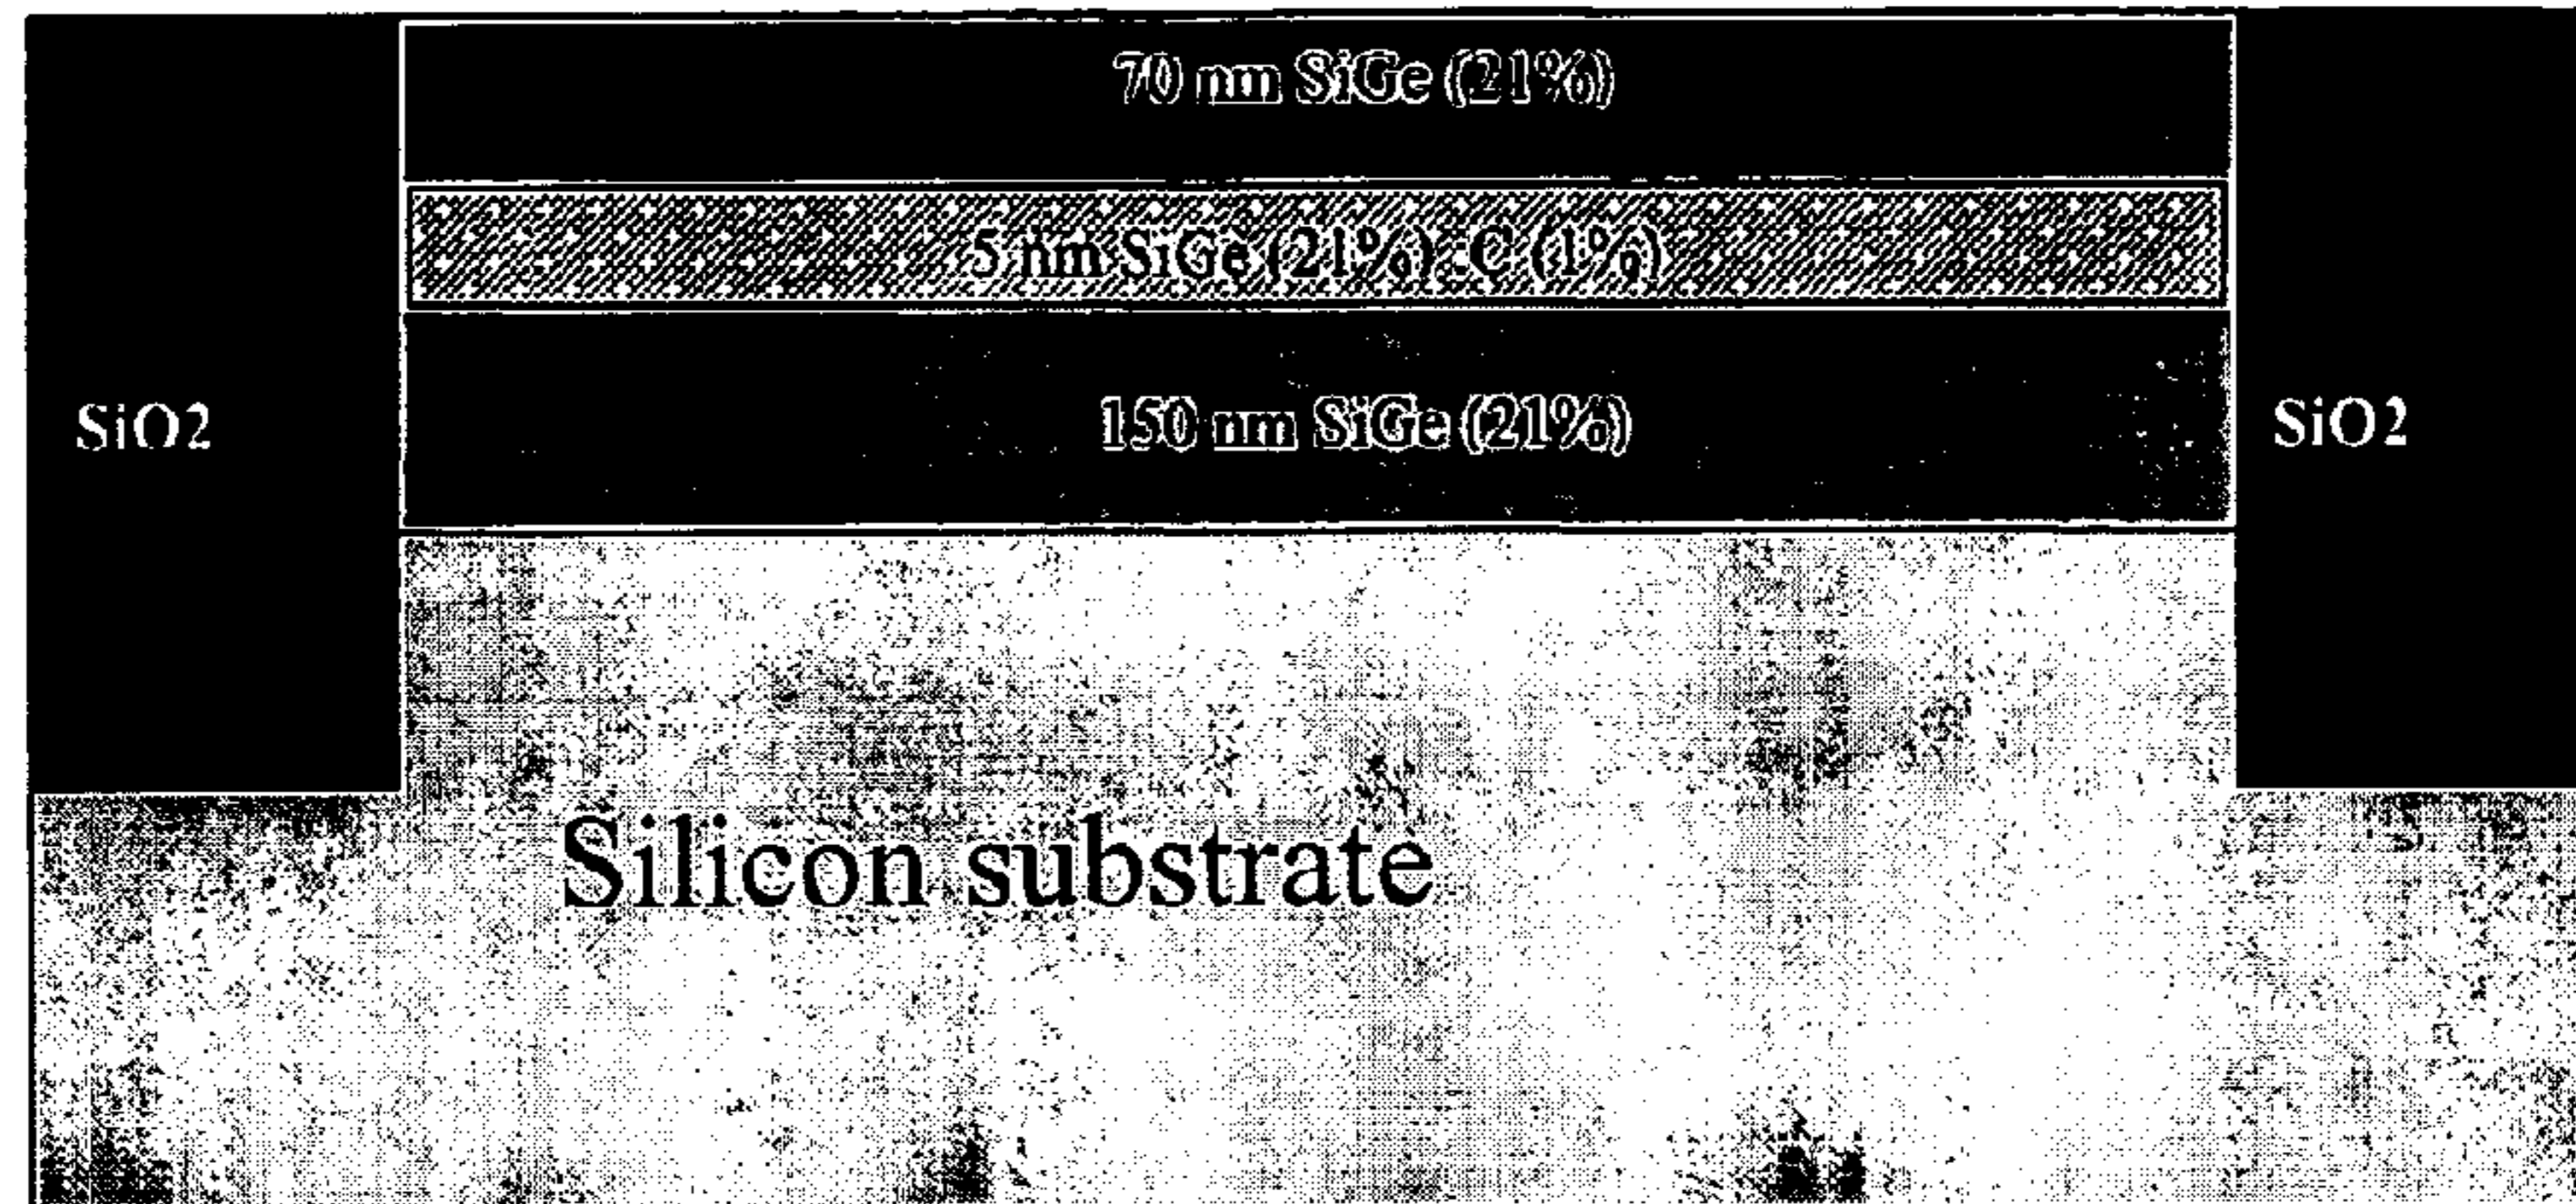 70 nm SiGe (21%)
5 nm SiGe (21%) :C (1%)
150 nm SiGe (21%)
SiO2
SiO2
Silicon substrate